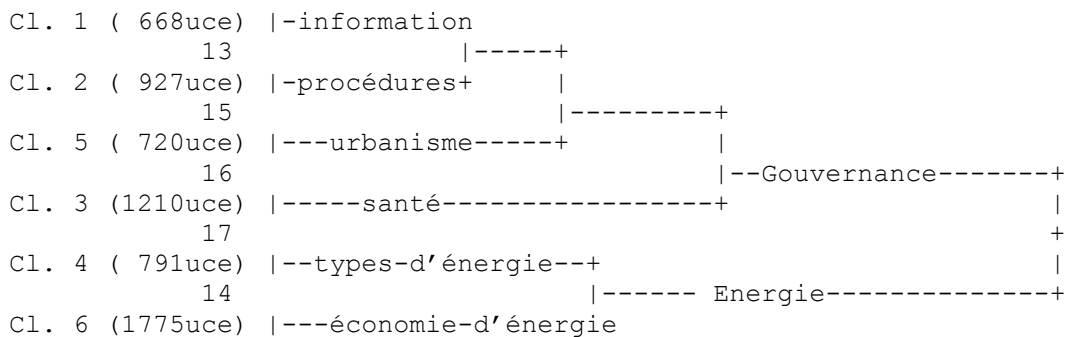 Cl. 1 ( 668uce) |-information
           13                |-----+
Cl. 2 ( 927uce) |-procédures+     |
           15                      |---------+
Cl. 5 ( 720uce) |---urbanisme-----+         |
           16                                |--Gouvernance-------+
Cl. 3 (1210uce) |-----santé-----------------+                    |
           17                                                     +
Cl. 4 ( 791uce) |--types-d’énergie--+                             |
           14                        |------ Energie--------------+
Cl. 6 (1775uce) |---économie-d’énergie